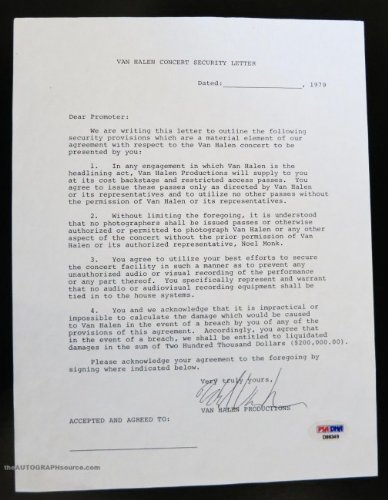 VAN HALEN CONCERT SECURITY LETTER
Dated: , 1979
Dear Promoter:
We are writing this letter to outline the following
security provisions which are a material element of our
agreement with respect to the Van Halen concert to be
presented by you:
1. In any engagement in which Van Halen is the
headlining act, Van Halen Productions will supply to you
at its cost backstage and restricted access passes. You
agree to issue these passes only as directed by Van Halen
or its representatives and to utilize no other passes without
the permission of Van Halen or its representatives.
2. Without limiting the foregoing, it is understood
that no photographers shall be issued passes or otherwise
authorized or permitted to photograph Van Halen or any other
aspect of the concert without the prior permission of Van
Halen or its authorized representative, Noel Monk.
3. You agree to utilize your best efforts to secure
the concert facility in such a manner as to prevent any
unauthorized audio or visual recording of the performance
or any part thereof. You specifically represent and warrant
that no audio or audiovisual recording equipment shall be
tied in to the house systems.
4. You and we acknowledge that it is impractical or
impossible to calculate the damage which would be caused
to Van Halen in the event of a breach by you of any of the
provisions of this agreement. Accordingly, you agree that
in the event of a breach, we shall be entitled to liquidated
damages in the sum of Two Hundred Thousand Dollars ($200,000.00).
Please acknowledge your agreement to the foregoing by
signing where indicated below.
Very truly yours,
VAN HALEN PRODUCTIONS
ACCEPTED AND AGREED TO:
PSA DNA
theAUTOGRAPHsource.com